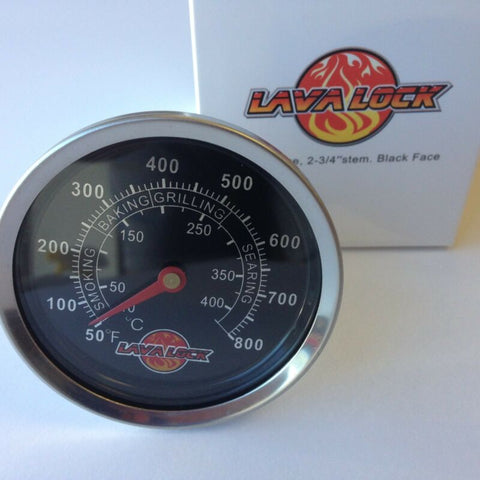 LAVA LOCK
2-3/4"stem. Black Face
400
300
500
200
600
100
700
50°F
800
SMOKING
BAKING
GRILLING
SEARING
150
250
50
350
400
°C
LAVA LOCK